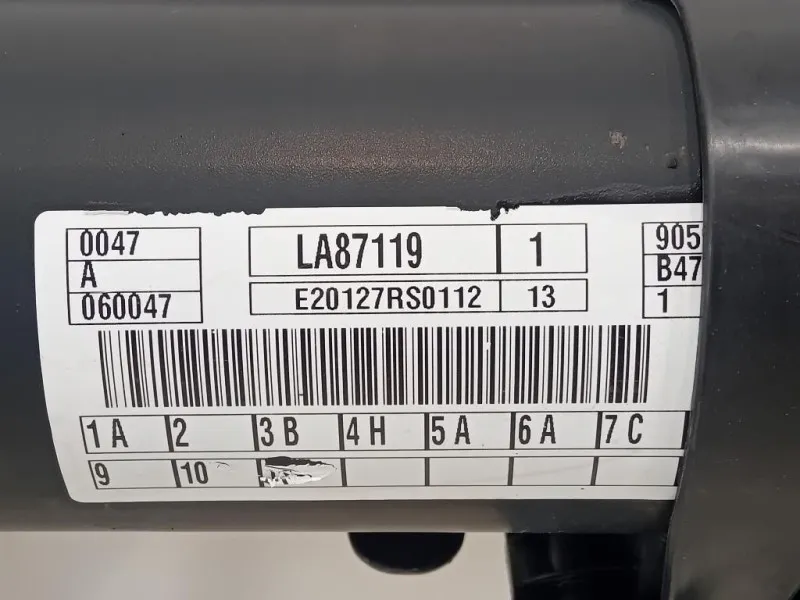 0047 LA87119 1 905
A B47
060047 E20127RS0112 13 1
1 A 2 3 B 4 H 5 A 6 A 7 C
9 10